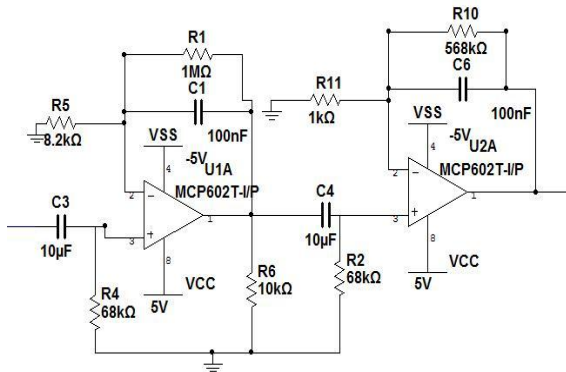 R1
1MΩ
C1
100nF
R5
8.2kΩ
VSS
-5V
4
U1A
MCP602T-I/P
2
3
1
8
VCC
5V
C3
10µF
R4
68kΩ
R6
10kΩ
C4
10µF
R2
68kΩ
R11
1kΩ
R10
568kΩ
C6
100nF
VSS
-5V
4
U2A
MCP602T-I/P
2
3
1
8
VCC
5V